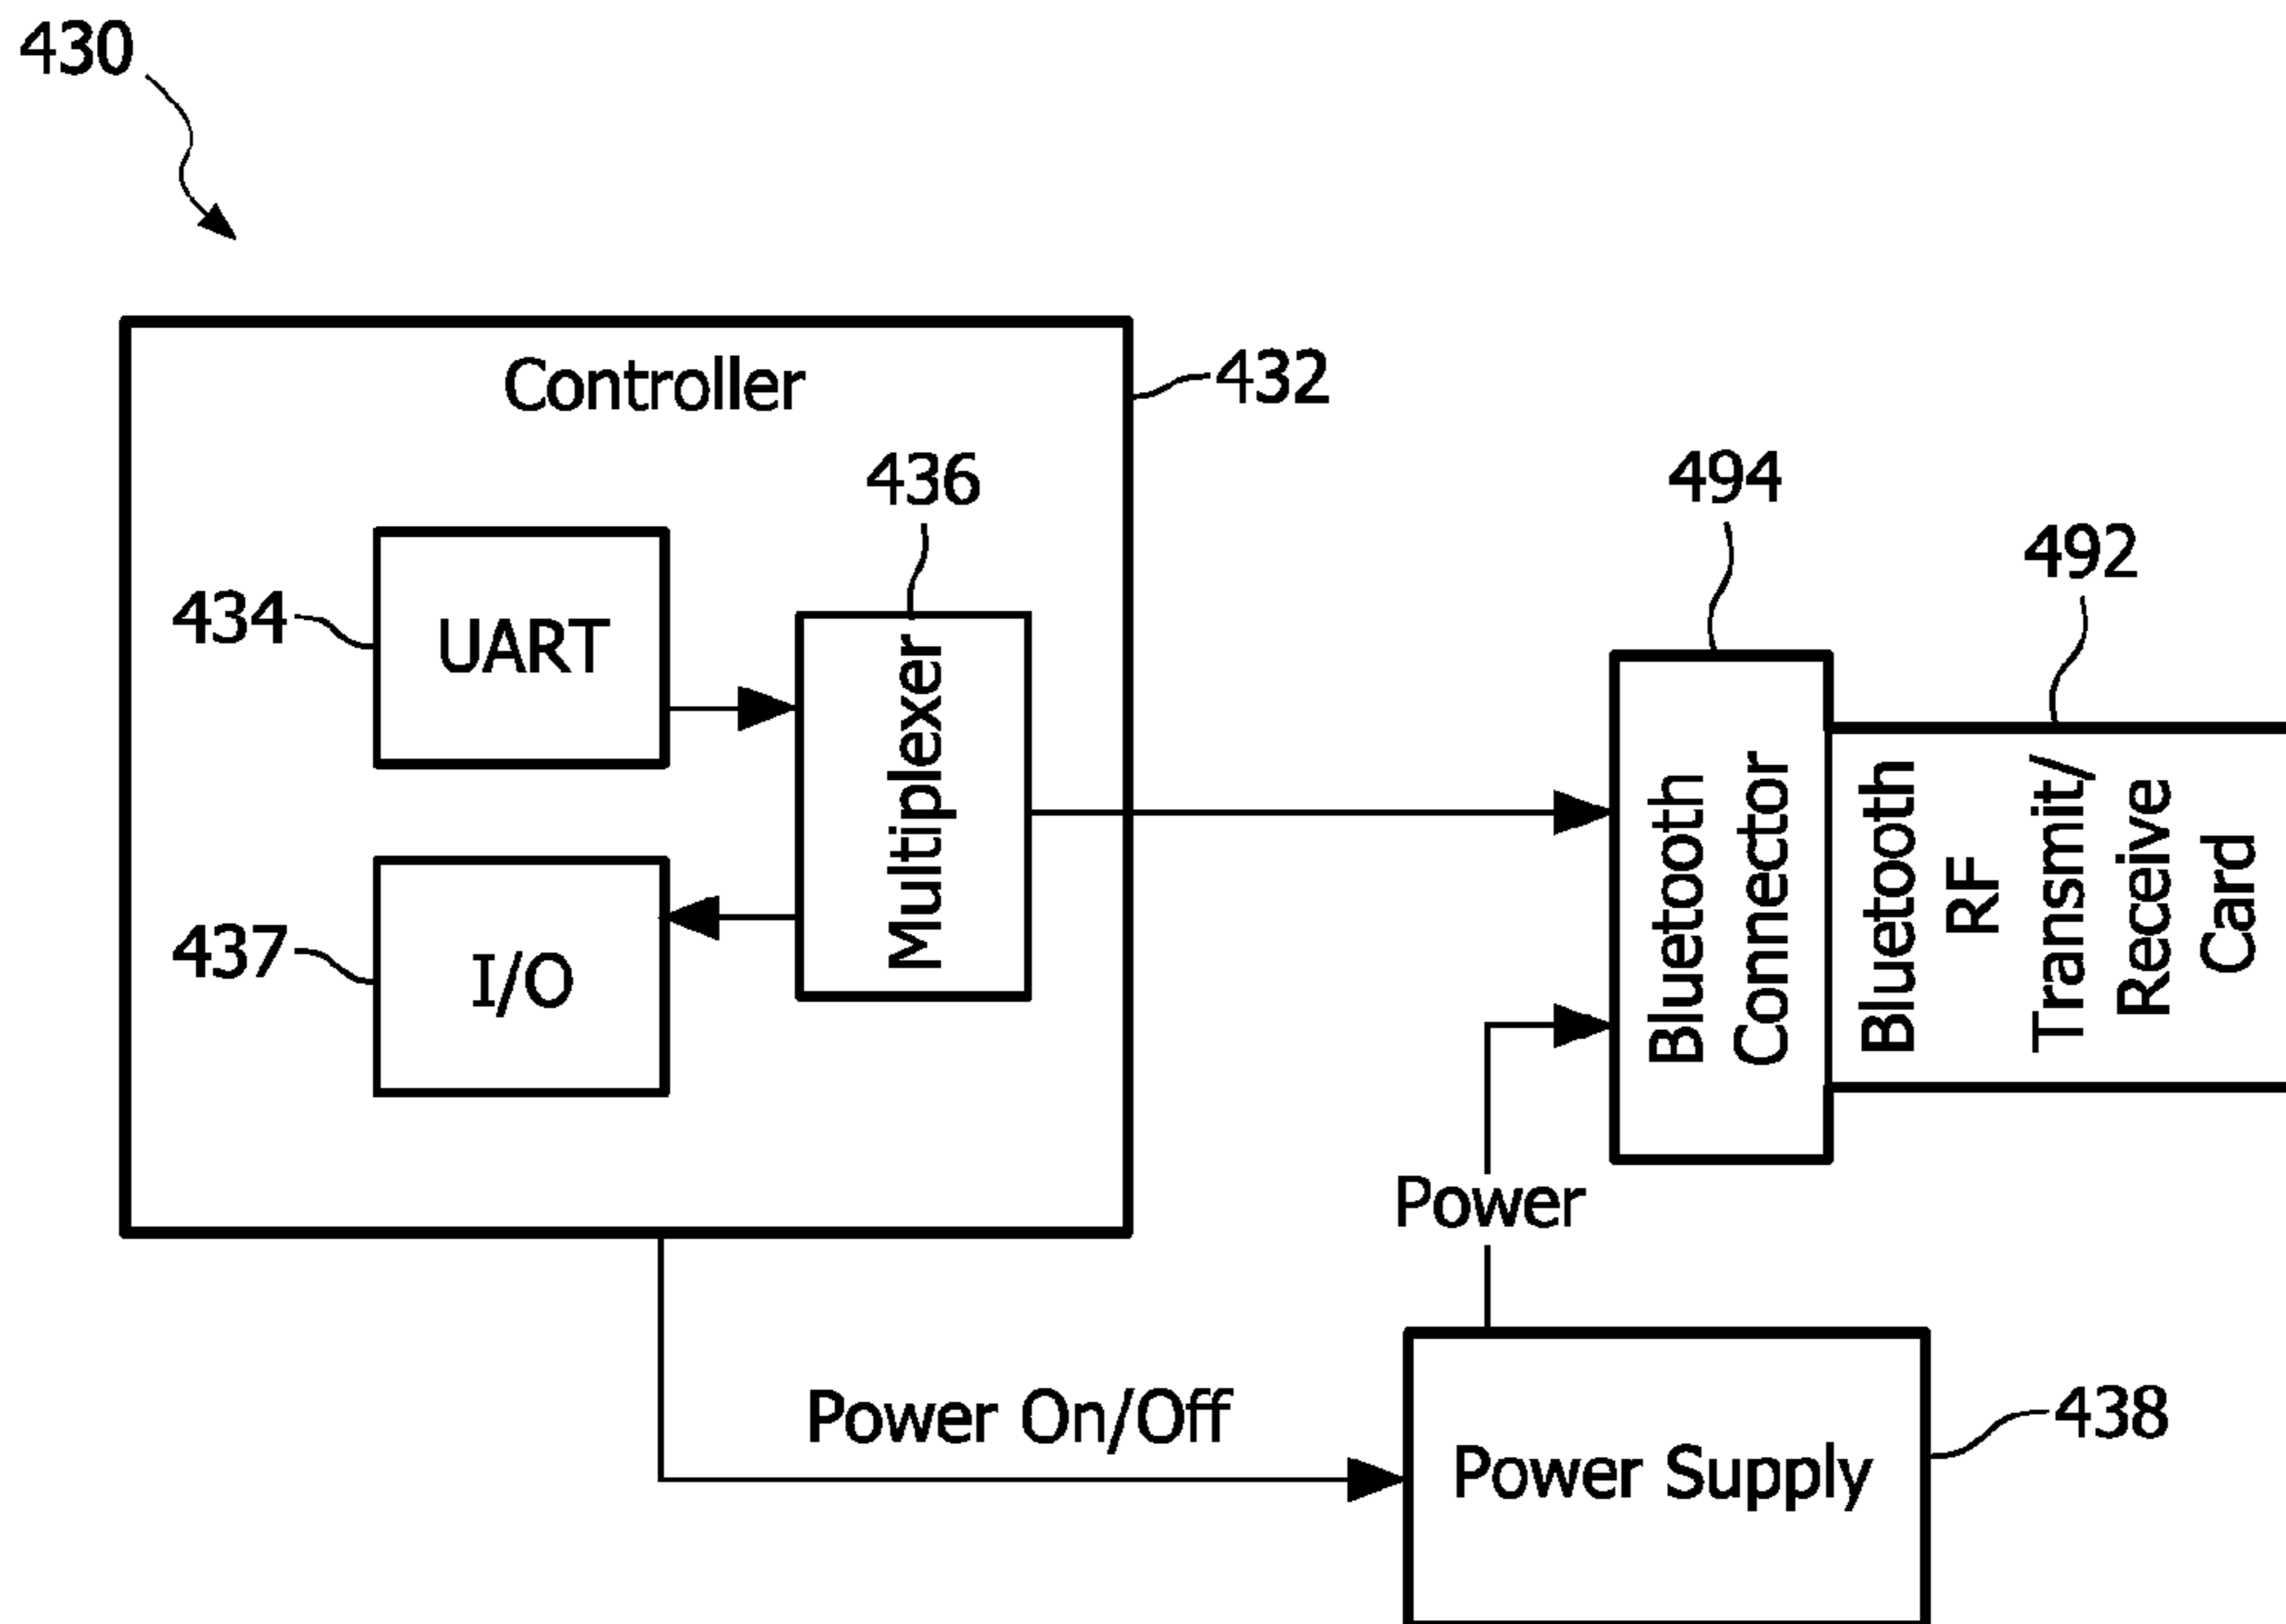 430
Controller
432
436
494
492
434
UART
Multiplexer
437
I/O
Bluetooth
Connector
Bluetooth
RF
Transmit/
Receive
Card
Power
Power On/Off
Power Supply
438